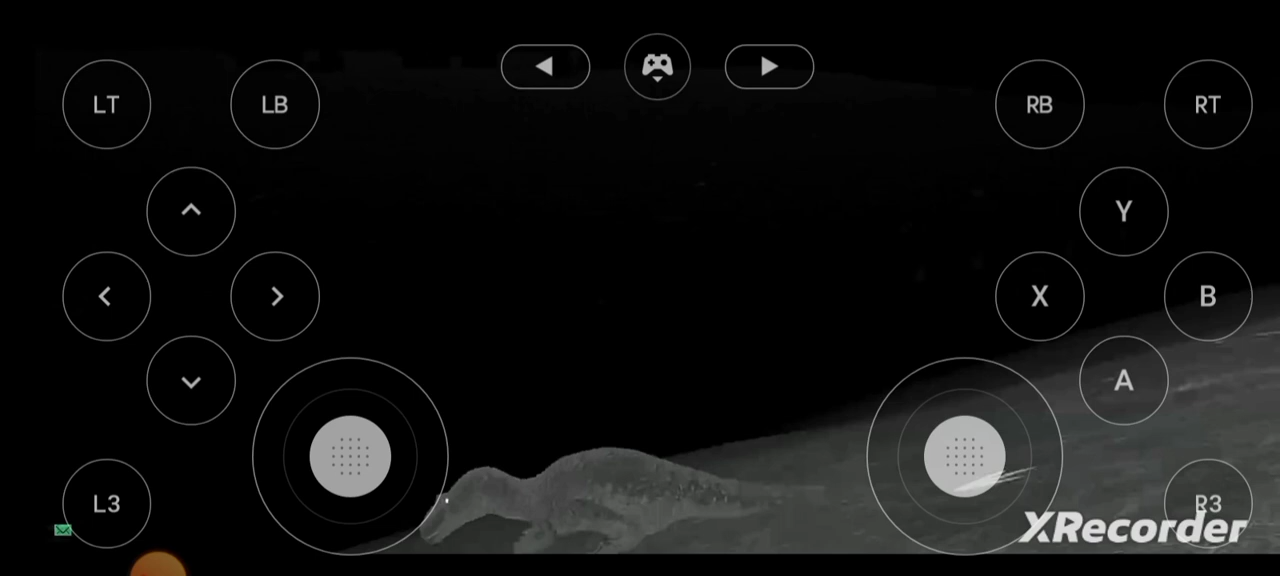 LT LB RB RT
Y
X B
A
L3 R3
XRecorder